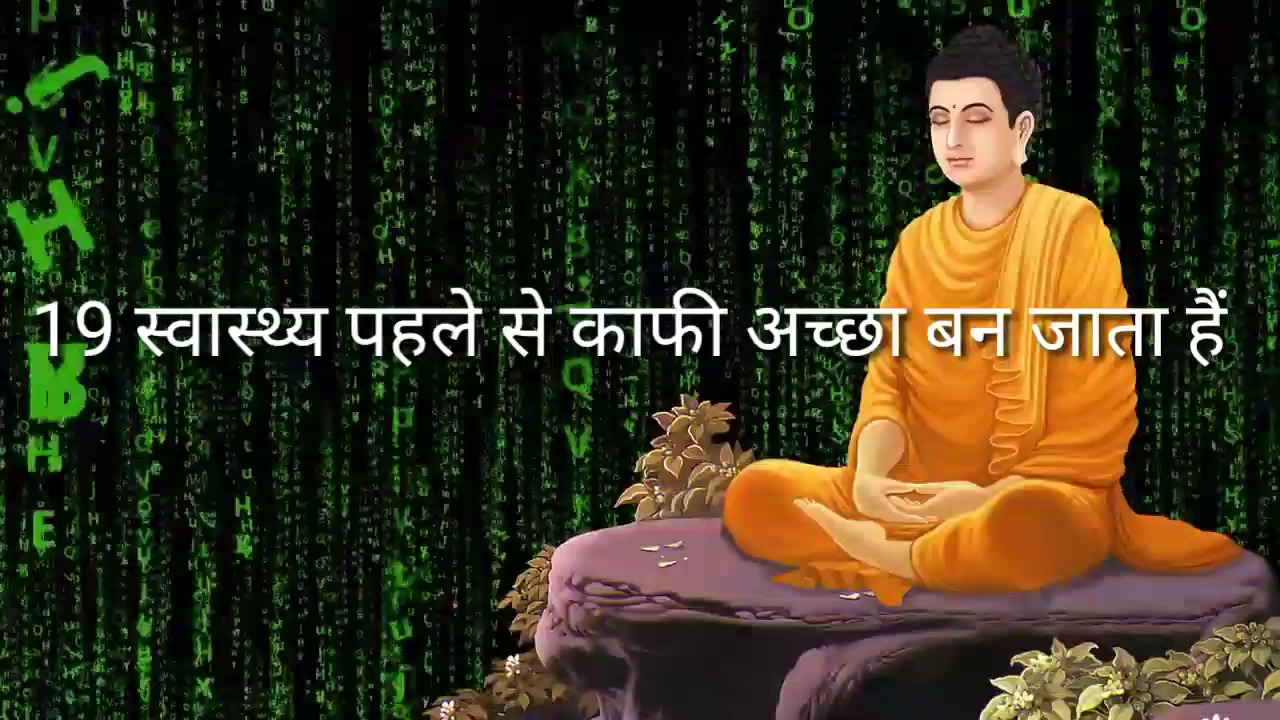 19 स्वास्थ्य पहले से काफी अच्छा बन जाता हैं